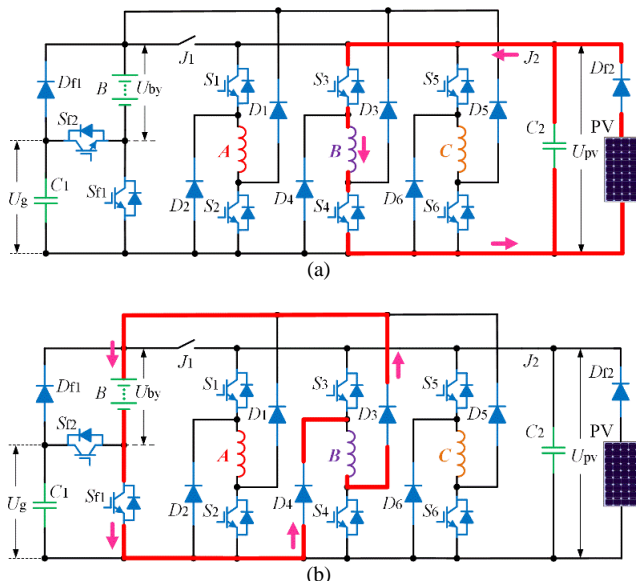 J1
J2
Df1
B
Uby
S1
S3
S5
Df2
D1
D3
D5
PV
Sf2
A
B
C
C2
Upv
Ug
C1
Sf1
D2
S2
D4
S4
D6
S6
(a)
J1
J2
Df1
B
Uby
S1
S3
S5
Df2
D1
D3
D5
PV
Sf2
A
B
C
C2
Upv
Ug
C1
Sf1
D2
S2
D4
S4
D6
S6
(b)